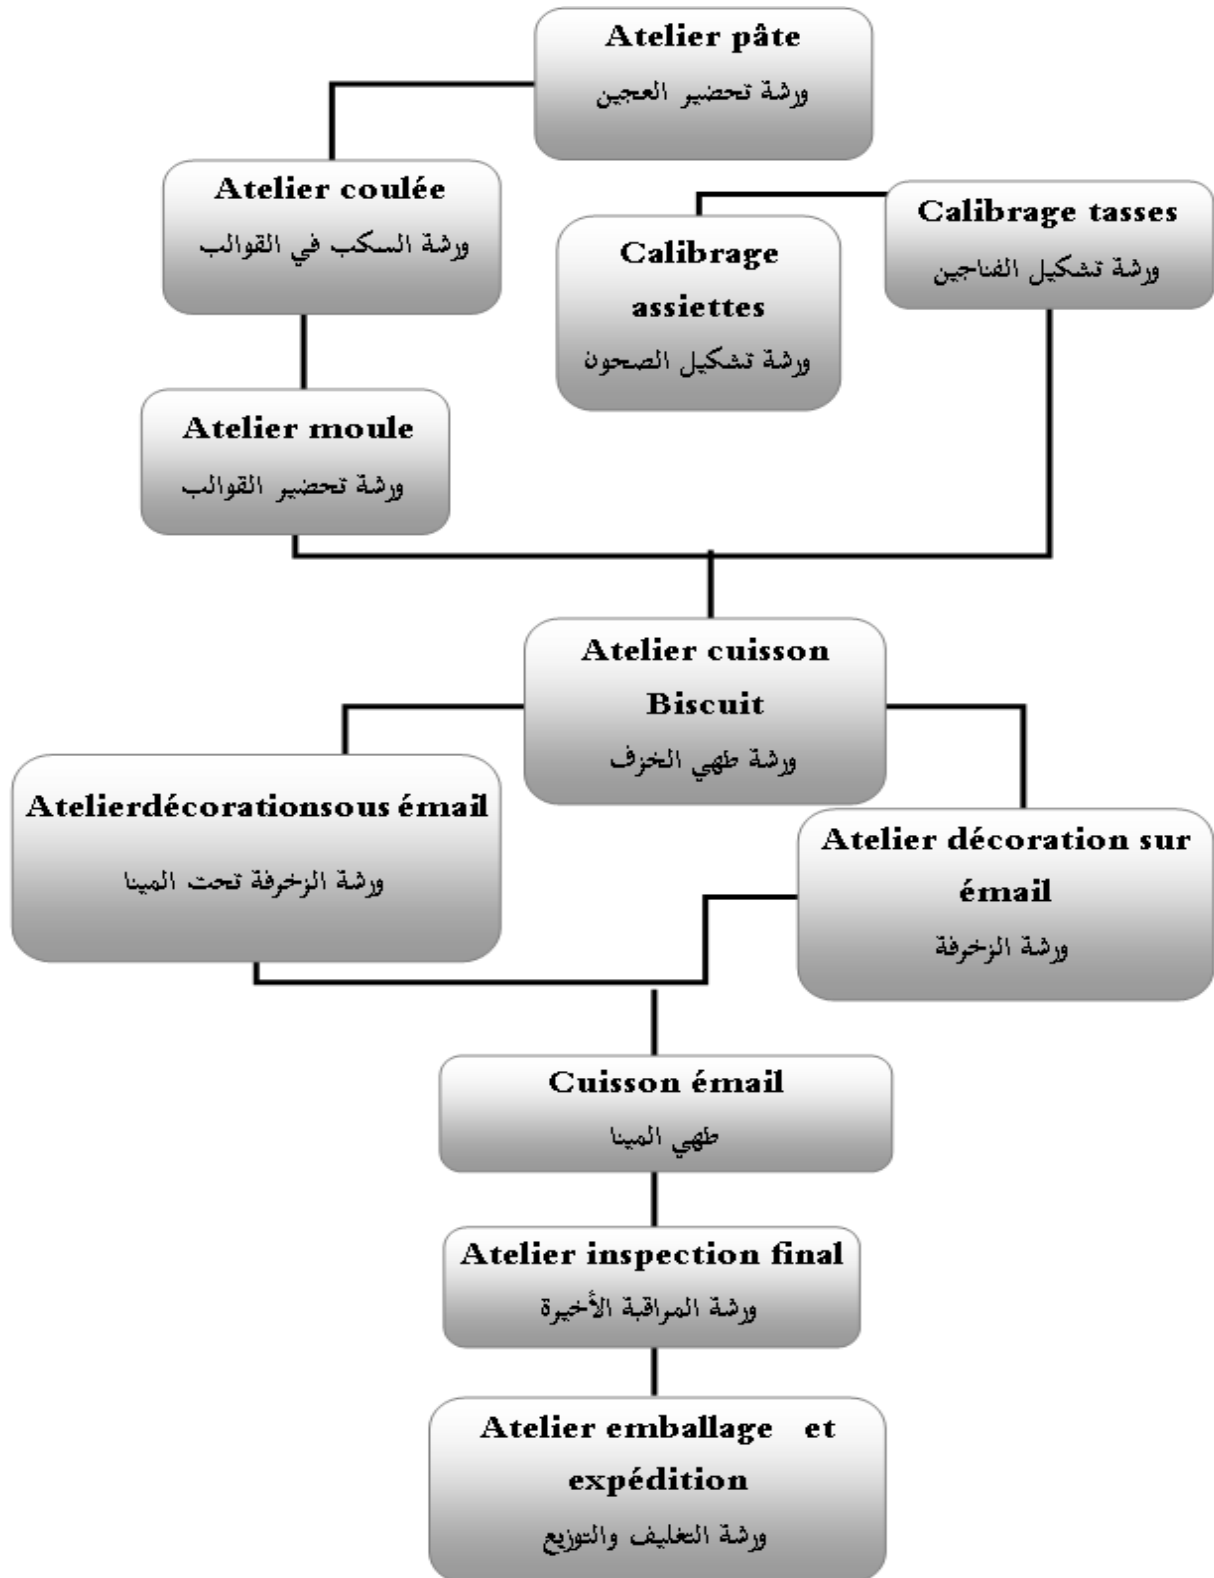 Atelier pâte
ورشة تحضير العجين
Atelier coulée
ورشة السكب في القوالب
Calibrage
assiettes
ورشة تشكيل الصحون
Calibrage tasses
ورشة تشكيل الفناجين
Atelier moule
ورشة تحضير القوالب
Atelier cuisson
Biscuit
ورشة طهي الخزف
Atelierdécorationsous émail
ورشة الزخرفة تحت المينا
Atelier décoration sur
émail
ورشة الزخرفة
Cuisson émail
طهي المينا
Atelier inspection final
ورشة المراقبة الأخيرة
Atelier emballage et
expédition
ورشة التغليف والتوزيع